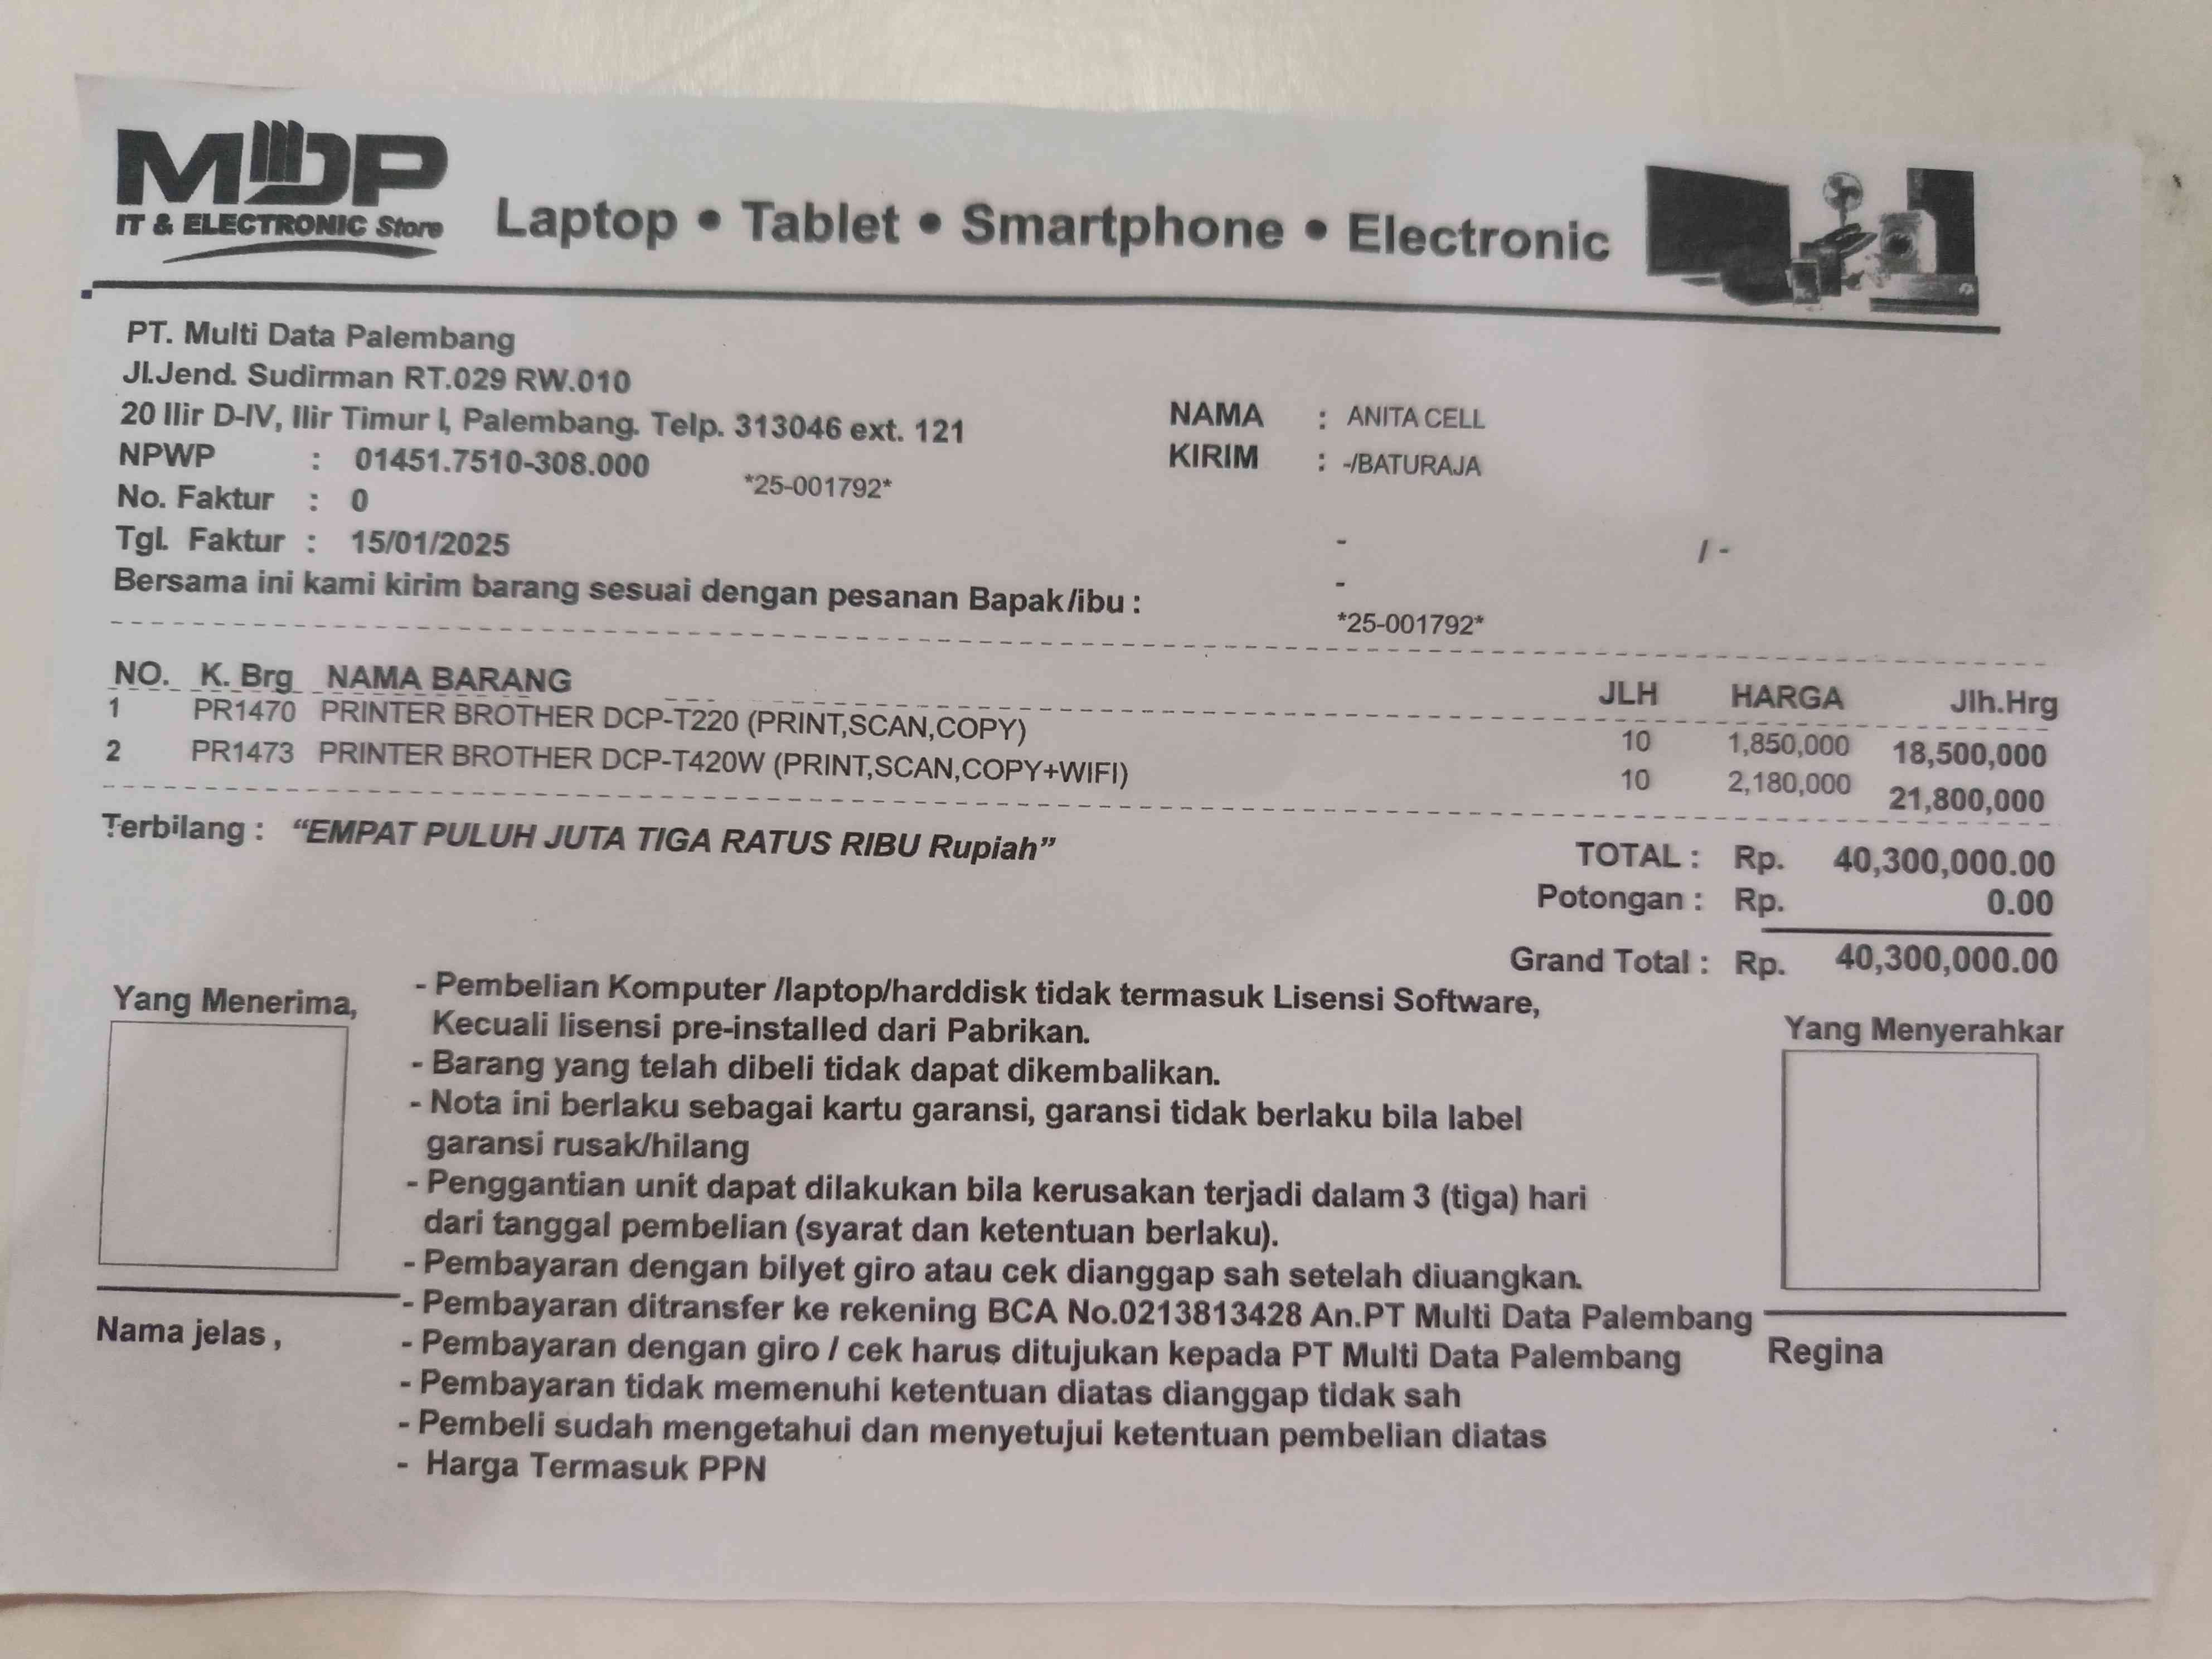 MDP
IT & ELECTRONIC Store
Laptop • Tablet • Smartphone • Electronic
PT. Multi Data Palembang
Jl.Jend. Sudirman RT.029 RW.010
20 Ilir D-IV, Ilir Timur I, Palembang. Telp. 313046 ext. 121
NPWP : 01451.7510-308.000
*25-001792*
No. Faktur : 0
Tgl. Faktur : 15/01/2025
Bersama ini kami kirim barang sesuai dengan pesanan Bapak/ibu :
NAMA : ANITA CELL
KIRIM : -/BATURAJA
- / -
-
*25-001792*
NO. K. Brg NAMA BARANG JLH HARGA Jlh.Hrg
1 PR1470 PRINTER BROTHER DCP-T220 (PRINT,SCAN,COPY) 10 1,850,000 18,500,000
2 PR1473 PRINTER BROTHER DCP-T420W (PRINT,SCAN,COPY+WIFI) 10 2,180,000 21,800,000
Terbilang : “EMPAT PULUH JUTA TIGA RATUS RIBU Rupiah”
TOTAL : Rp. 40,300,000.00
Potongan : Rp. 0.00
Grand Total : Rp. 40,300,000.00
Yang Menerima,
Nama jelas ,
- Pembelian Komputer /laptop/harddisk tidak termasuk Lisensi Software,
Kecuali lisensi pre-installed dari Pabrikan.
- Barang yang telah dibeli tidak dapat dikembalikan.
- Nota ini berlaku sebagai kartu garansi, garansi tidak berlaku bila label
garansi rusak/hilang
- Penggantian unit dapat dilakukan bila kerusakan terjadi dalam 3 (tiga) hari
dari tanggal pembelian (syarat dan ketentuan berlaku).
- Pembayaran dengan bilyet giro atau cek dianggap sah setelah diuangkan.
- Pembayaran ditransfer ke rekening BCA No.0213813428 An.PT Multi Data Palembang
- Pembayaran dengan giro / cek harus ditujukan kepada PT Multi Data Palembang
- Pembayaran tidak memenuhi ketentuan diatas dianggap tidak sah
- Pembeli sudah mengetahui dan menyetujui ketentuan pembelian diatas
- Harga Termasuk PPN
Yang Menyerahkar
Regina